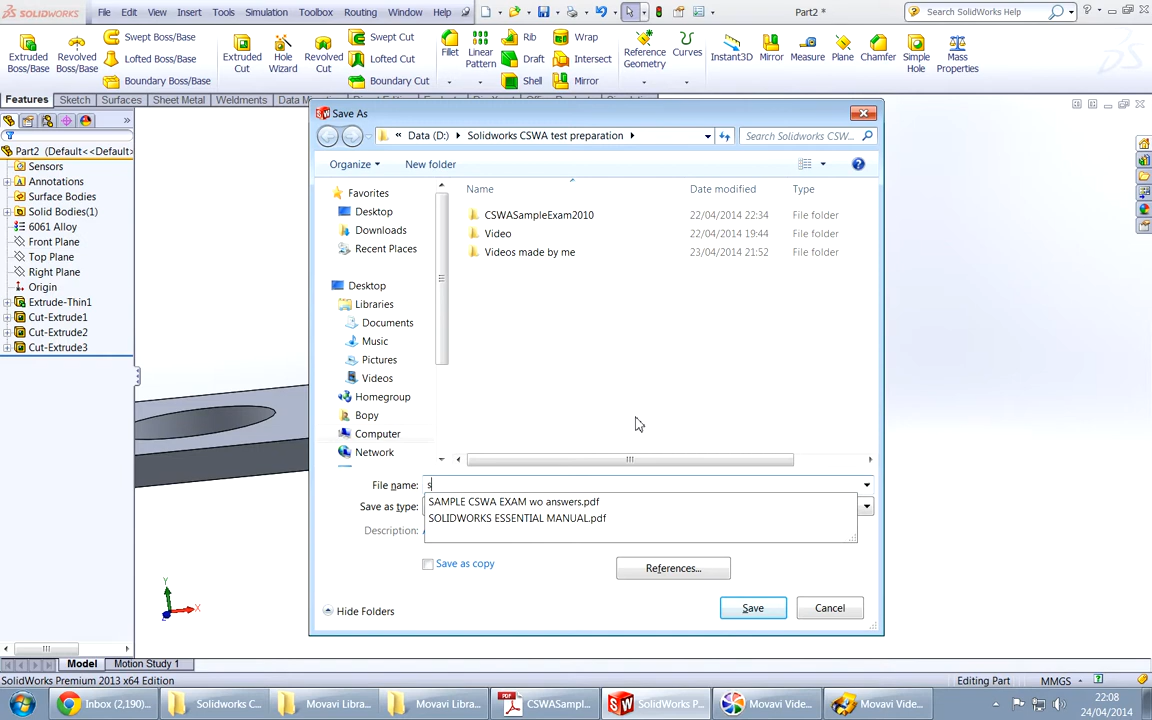 SOLIDWORKS File Edit View Insert Tools Simulation Toolbox Routing Window Help Part2 * Search SolidWorks Help
Extruded Boss/Base
Revolved Boss/Base
Swept Boss/Base
Lofted Boss/Base
Boundary Boss/Base
Extruded Cut
Hole Wizard
Revolved Cut
Swept Cut
Lofted Cut
Boundary Cut
Fillet
Linear Pattern
Rib
Draft
Shell
Wrap
Intersect
Mirror
Reference Geometry
Curves
Instant3D
Mirror
Measure
Plane
Chamfer
Simple Hole
Mass Properties
Features Sketch Surfaces Sheet Metal Weldments
Part2 (Default<<Default>
Sensors
Annotations
Surface Bodies
Solid Bodies(1)
6061 Alloy
Front Plane
Top Plane
Right Plane
Origin
Extrude-Thin1
Cut-Extrude1
Cut-Extrude2
Cut-Extrude3
Save As
« Data (D:) Solidworks CSWA test preparation Search Solidworks CSW...
Organize New folder
Favorites
Desktop
Downloads
Recent Places
Desktop
Libraries
Documents
Music
Pictures
Videos
Homegroup
Bopy
Computer
Network
Name Date modified Type
CSWASampleExam2010 22/04/2014 22:34 File folder
Video 22/04/2014 19:44 File folder
Videos made by me 23/04/2014 21:52 File folder
File name: s
SAMPLE CSWA EXAM wo answers.pdf
SOLIDWORKS ESSENTIAL MANUAL.pdf
Save as type:
Description:
Save as copy
References...
Hide Folders Save Cancel
Y
X
Z
Model Motion Study 1
SolidWorks Premium 2013 x64 Edition Editing Part MMGS
Inbox (2,190)... Solidworks C... Movavi Libra... Movavi Libra... CSWASampl... SolidWorks P... Movavi Vide... Movavi Vide...
22:08
24/04/2014